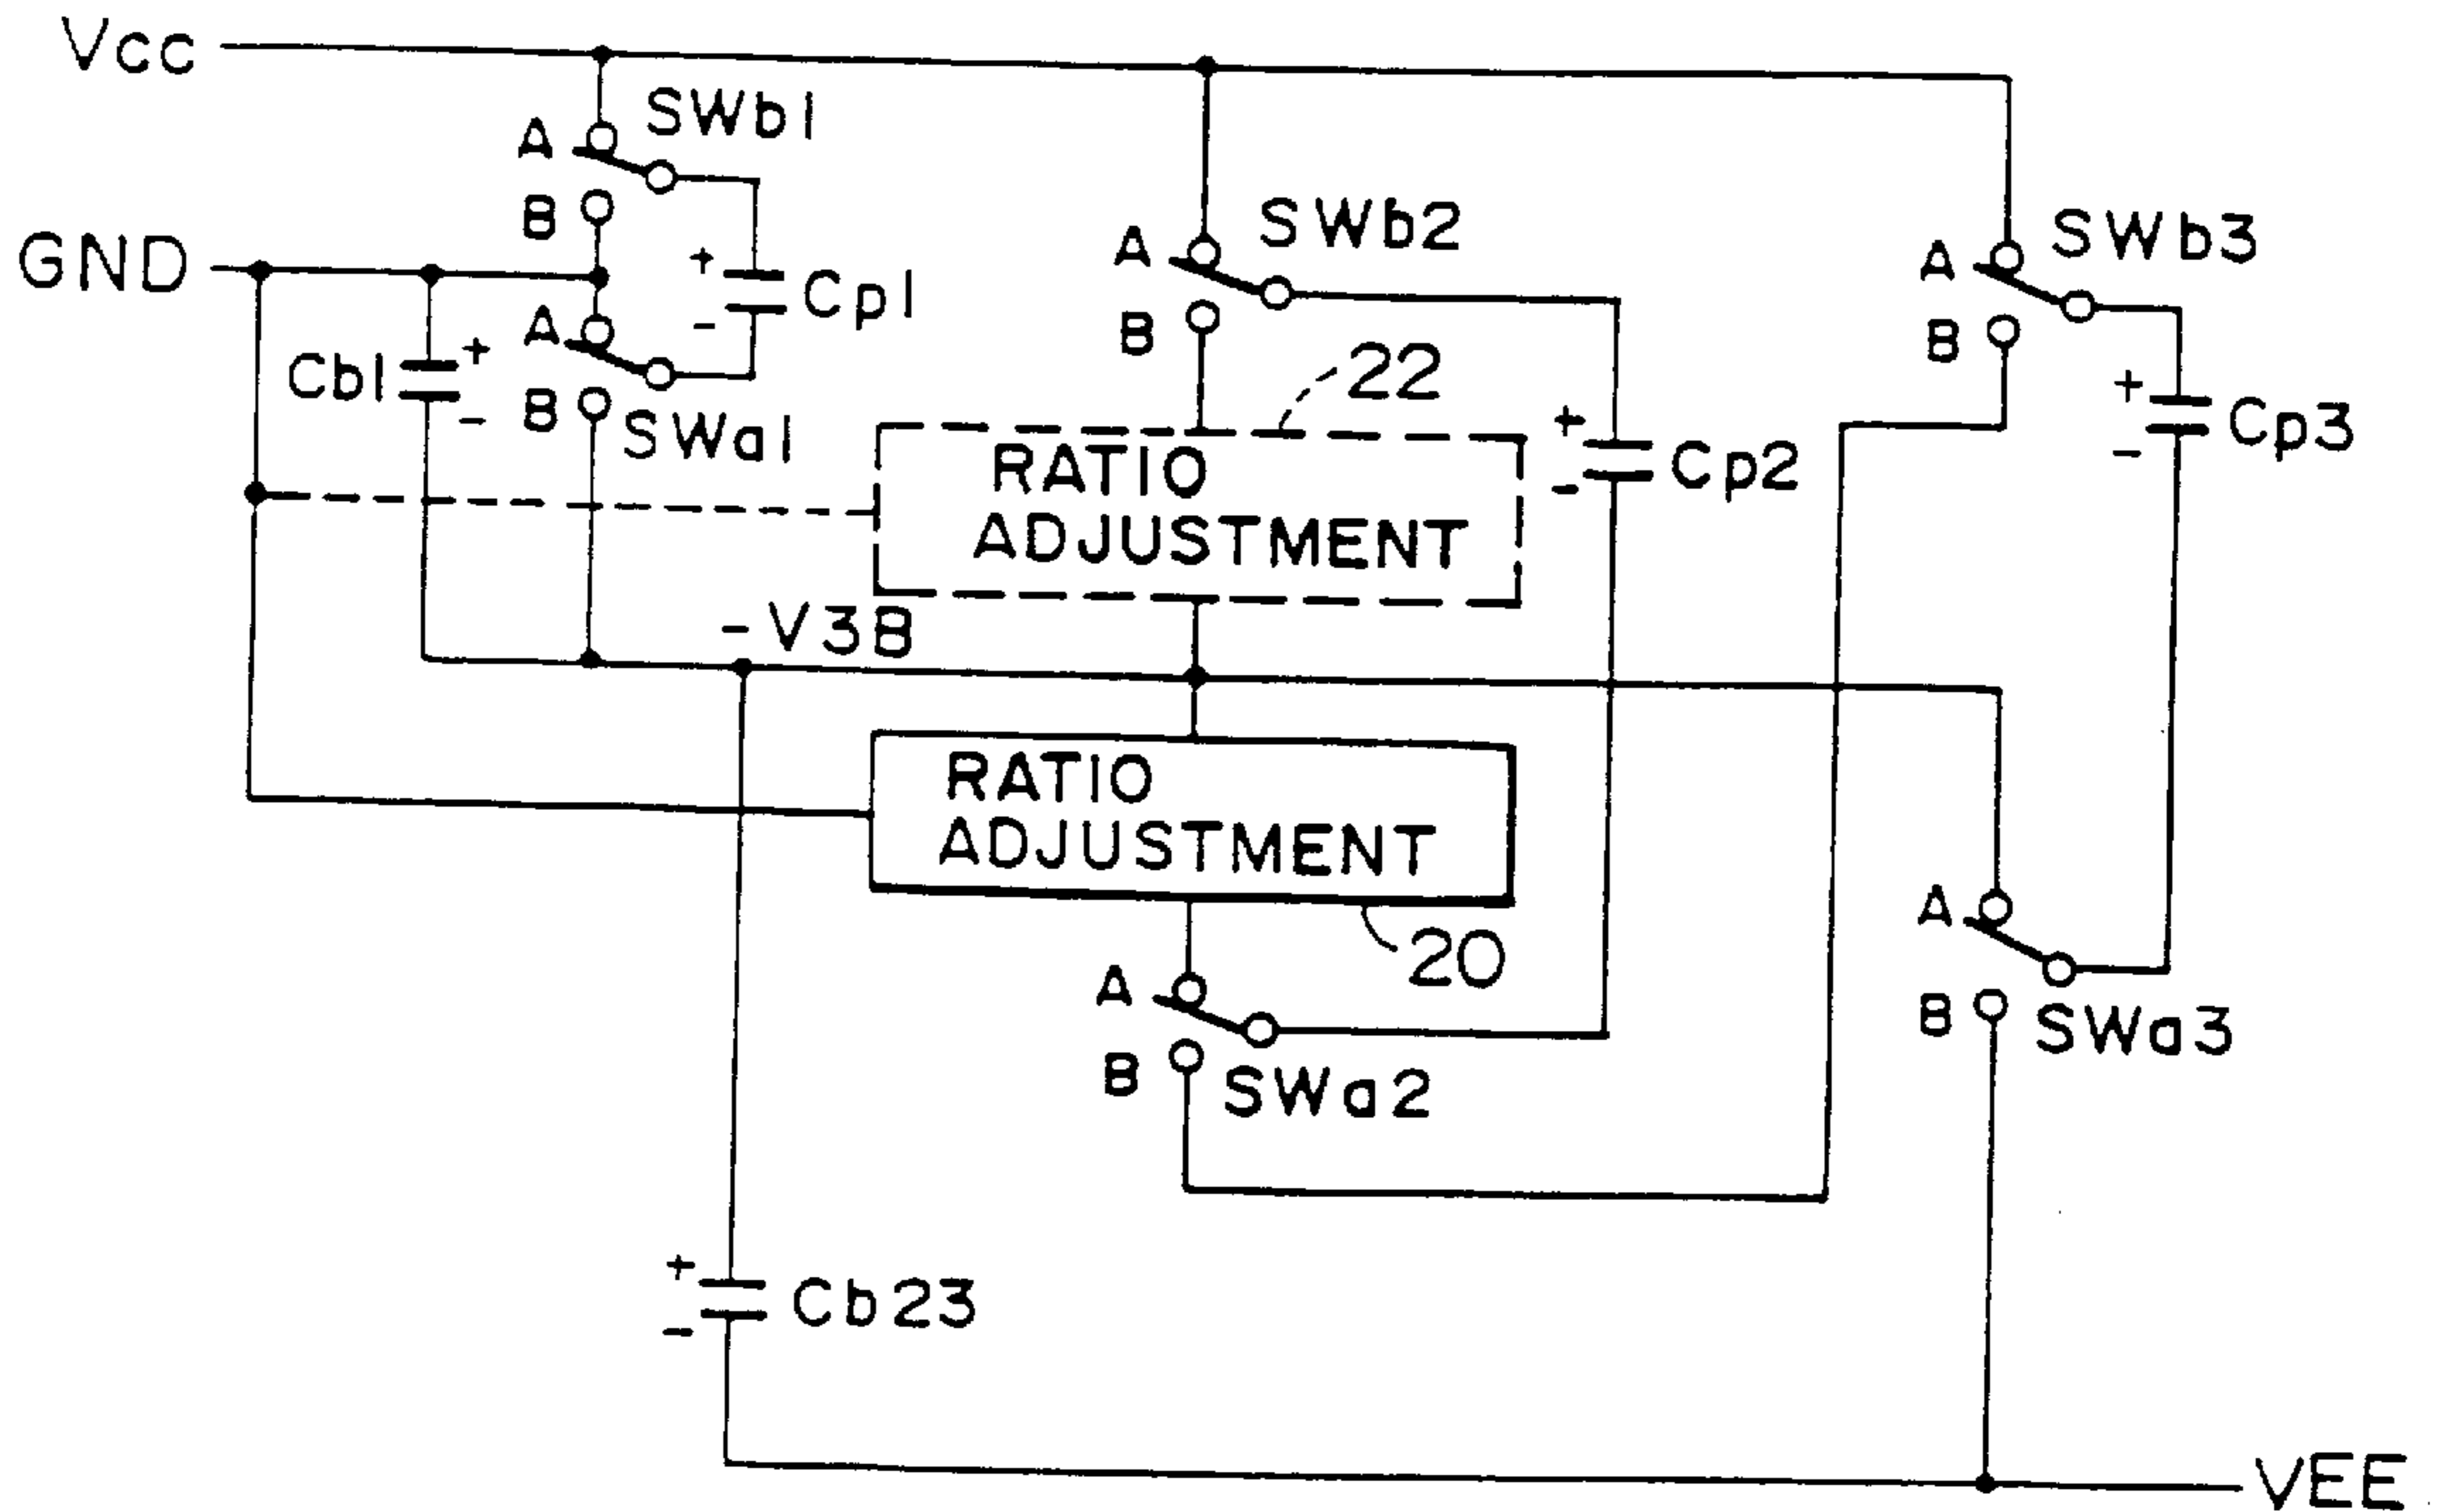 Vcc
SWb1
A
B
GND
+
Cp1
-
A
B
SWa1
Cb1
+
-
A
SWb2
B
22
A
SWb3
B
+
Cp3
-
+
Cp2
-
RATIO
ADJUSTMENT
-V3B
RATIO
ADJUSTMENT
20
A
B
SWa2
A
B
SWa3
+
Cb23
-
VEE